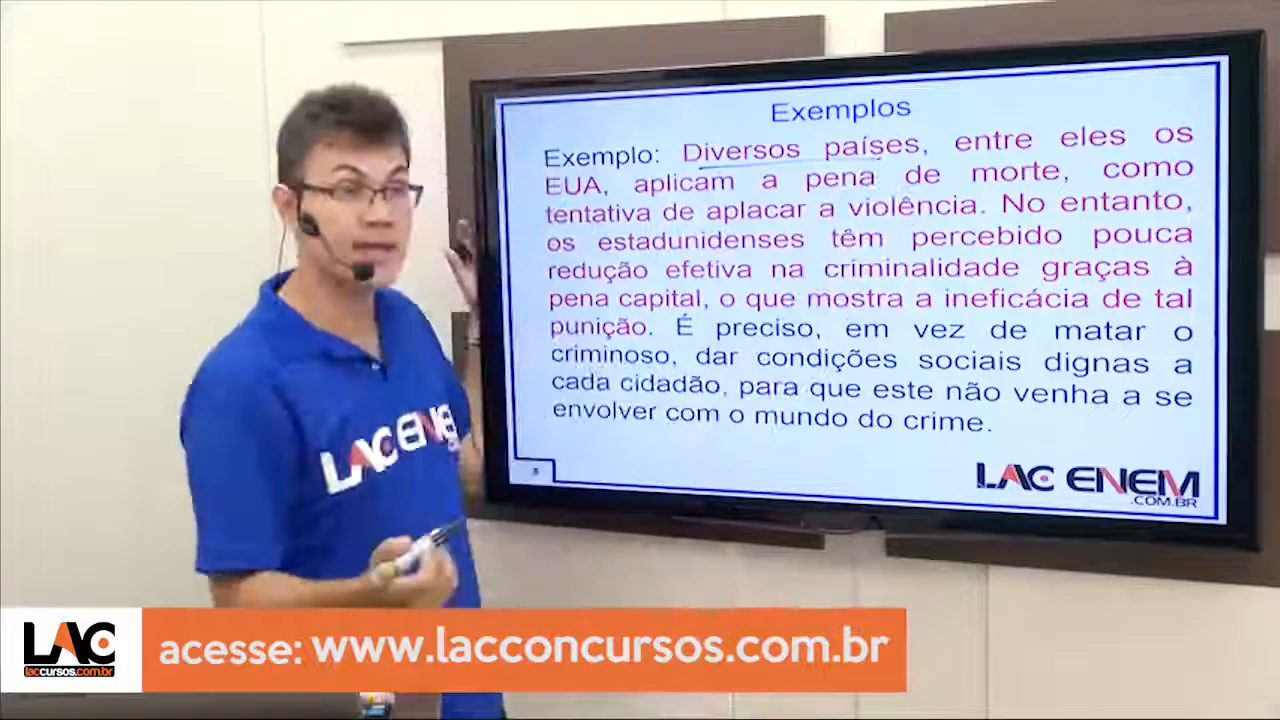 Exemplos
Exemplo: Diversos países, entre eles os
EUA, aplicam a pena de morte, como
tentativa de aplacar a violência. No entanto,
os estadunidenses têm percebido pouca
redução efetiva na criminalidade graças à
pena capital, o que mostra a ineficácia de tal
punição. É preciso, em vez de matar o
criminoso, dar condições sociais dignas a
cada cidadão, para que este não venha a se
envolver com o mundo do crime.
LAC ENEM
.COM.BR
LAC ENEM
LAC
laccursos.com.br
acesse: www.lacconcursos.com.br